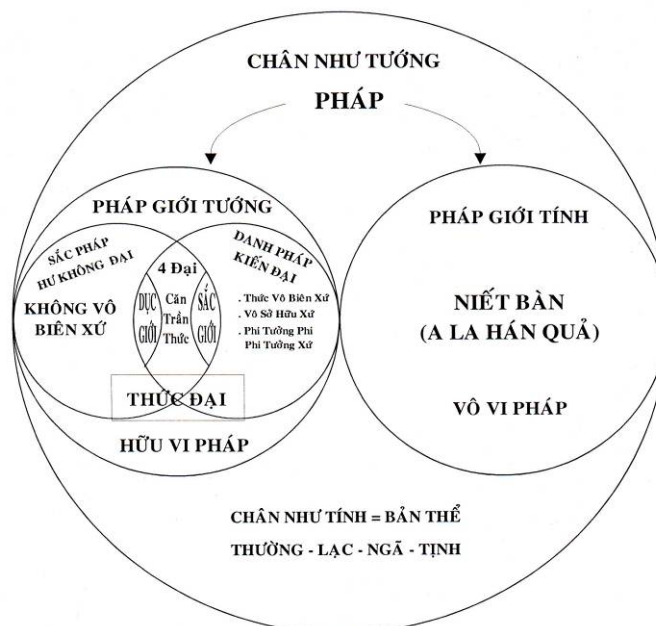 CHÂN NHƯ TƯỚNG
PHÁP
PHÁP GIỚI TƯỚNG
SẮC PHÁP
HƯ KHÔNG ĐẠI
KHÔNG VÔ
BIÊN XỨ
4 Đại
DỤC
GIỚI
Căn
Trần
Thức
SẮC
GIỚI
DANH PHÁP
KIẾN ĐẠI
. Thức Vô Biên Xứ
. Vô Sở Hữu Xứ
. Phi Tưởng Phi
Phi Tưởng Xứ
THỨC ĐẠI
HỮU VI PHÁP
PHÁP GIỚI TÍNH
NIẾT BÀN
(A LA HÁN QUẢ)
VÔ VI PHÁP
CHÂN NHƯ TÍNH = BẢN THỂ
THƯỜNG - LẠC - NGÃ - TỊNH